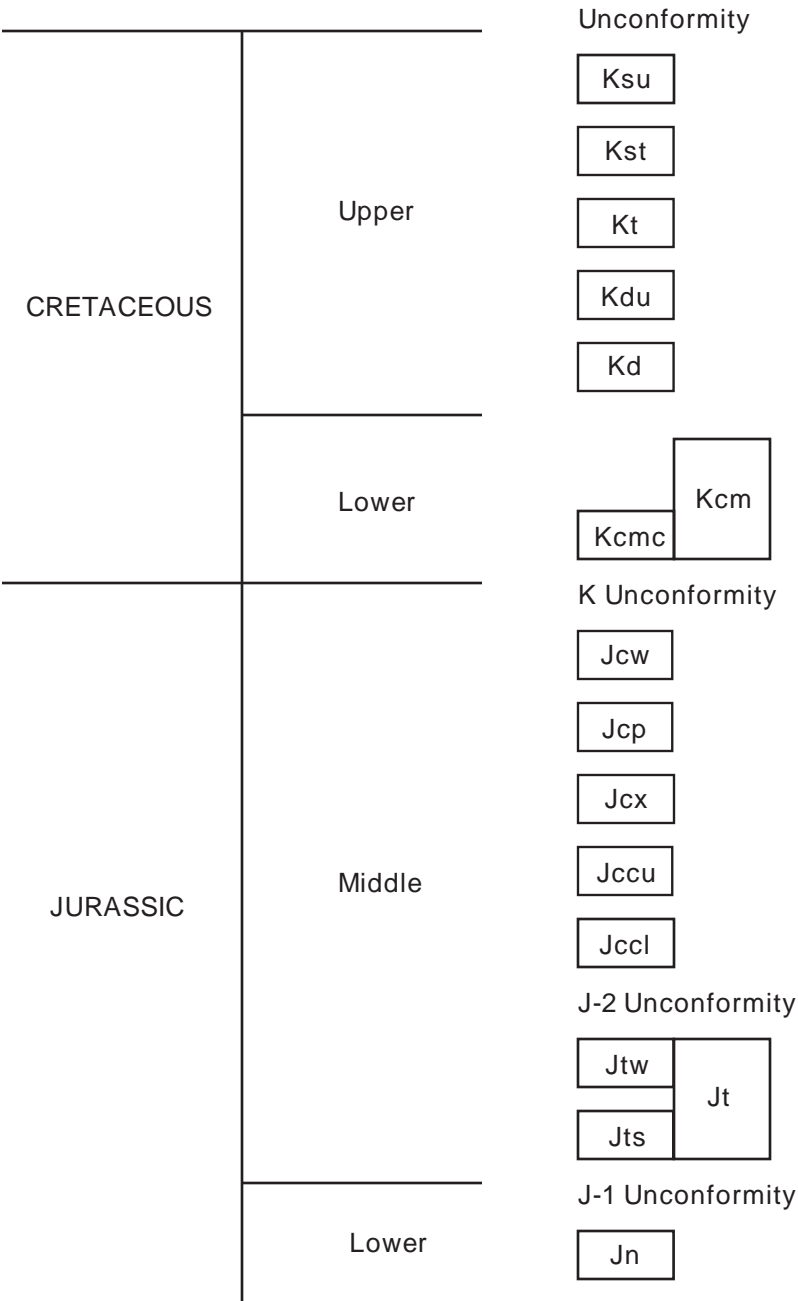 Unconformity
Ksu
Kst
Upper
Kt
Kdu
CRETACEOUS
Kd
Lower
Kcm
Kcmc
K Unconformity
Jcw
Jcp
Jcx
Middle
Jccu
JURASSIC
Jccl
J-2 Unconformity
Jtw
Jt
Jts
J-1 Unconformity
Lower
Jn